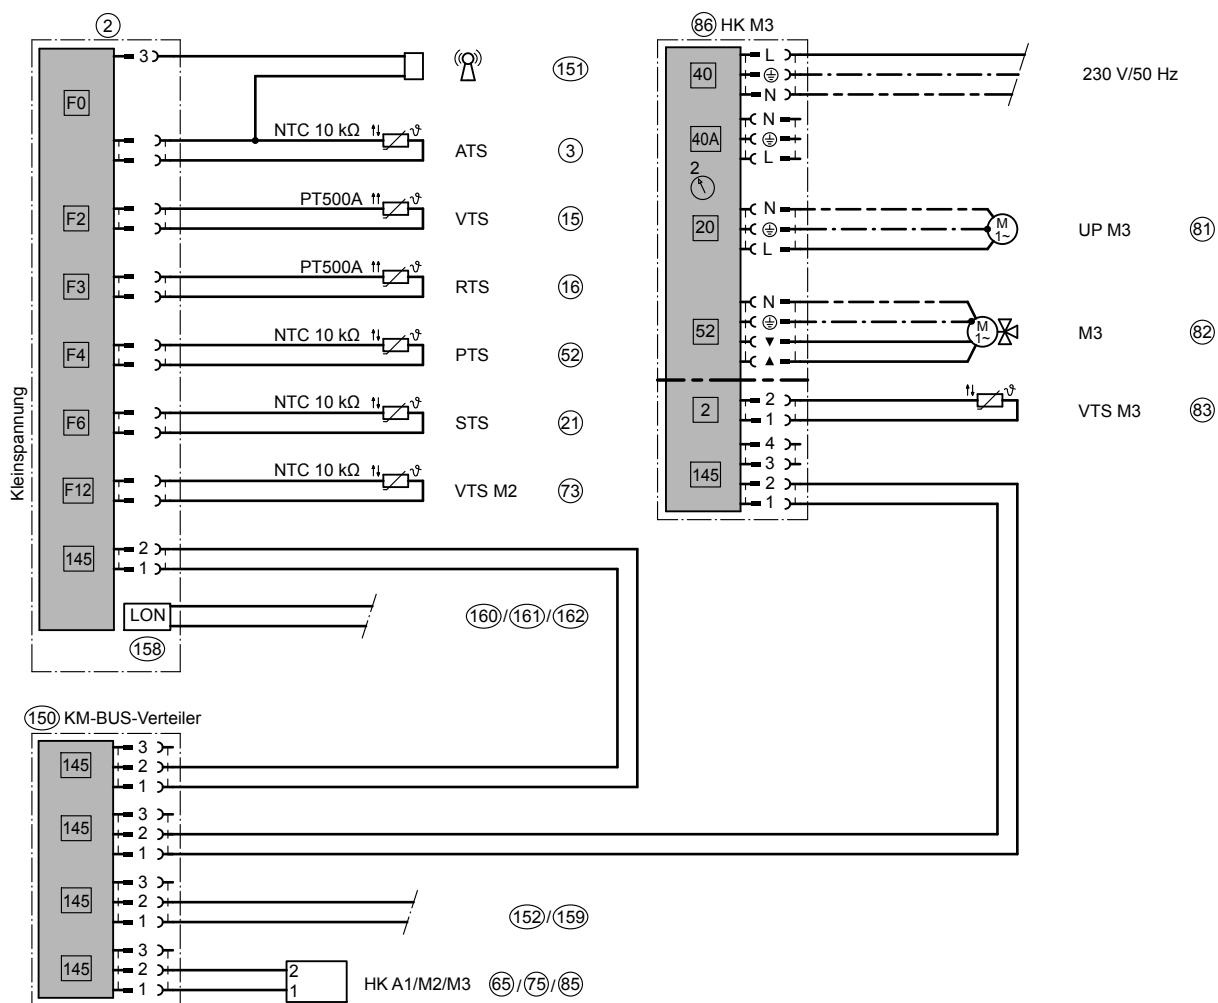 2
Kleinspannung
F0
3
151
NTC 10 kΩ ϑ
ATS 3
F2
PT500A ϑ
VTS 15
F3
PT500A ϑ
RTS 16
F4
NTC 10 kΩ ϑ
PTS 52
F6
NTC 10 kΩ ϑ
STS 21
F12
NTC 10 kΩ ϑ
VTS M2 73
145
2
1
LON
158
160/161/162
86 HK M3
40
L
N
230 V/50 Hz
40A
N
L
2
20
N
L
M
1~
UP M3 81
52
N
▼
▲
M
1~
M3 82
2
2
1
ϑ
VTS M3 83
145
4
3
2
1
150 KM-BUS-Verteiler
145
3
2
1
145
3
2
1
145
3
2
1
152/159
145
3
2
1
2
1
HK A1/M2/M3 65/75/85